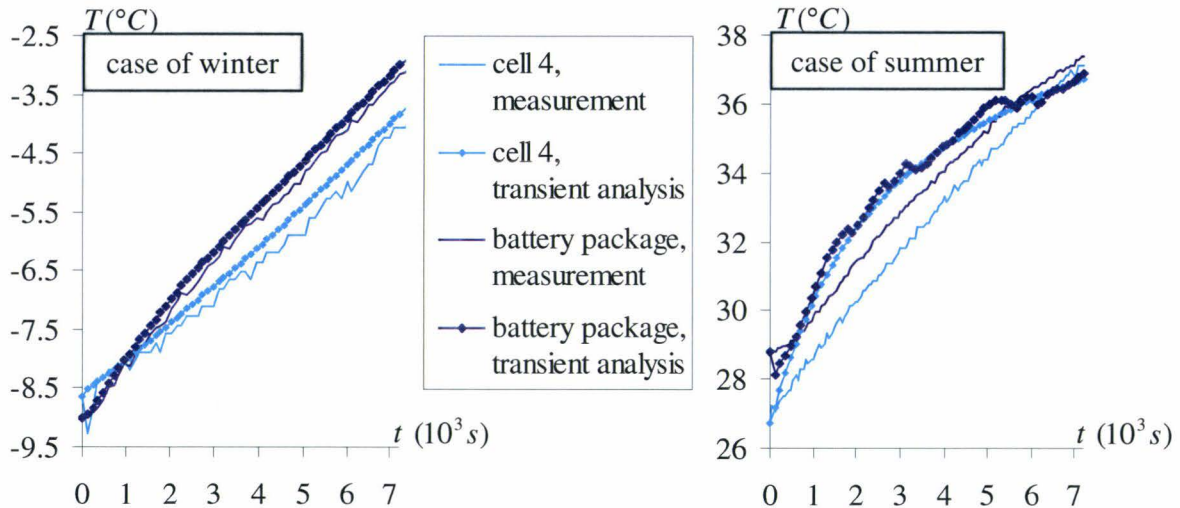 T(°C)
-2.5
-3.5
-4.5
-5.5
-6.5
-7.5
-8.5
-9.5
case of winter
t (10³ s)
0 1 2 3 4 5 6 7
cell 4,
measurement
cell 4,
transient analysis
battery package,
measurement
battery package,
transient analysis
T(°C)
38
36
34
32
30
28
26
case of summer
t (10³ s)
0 1 2 3 4 5 6 7